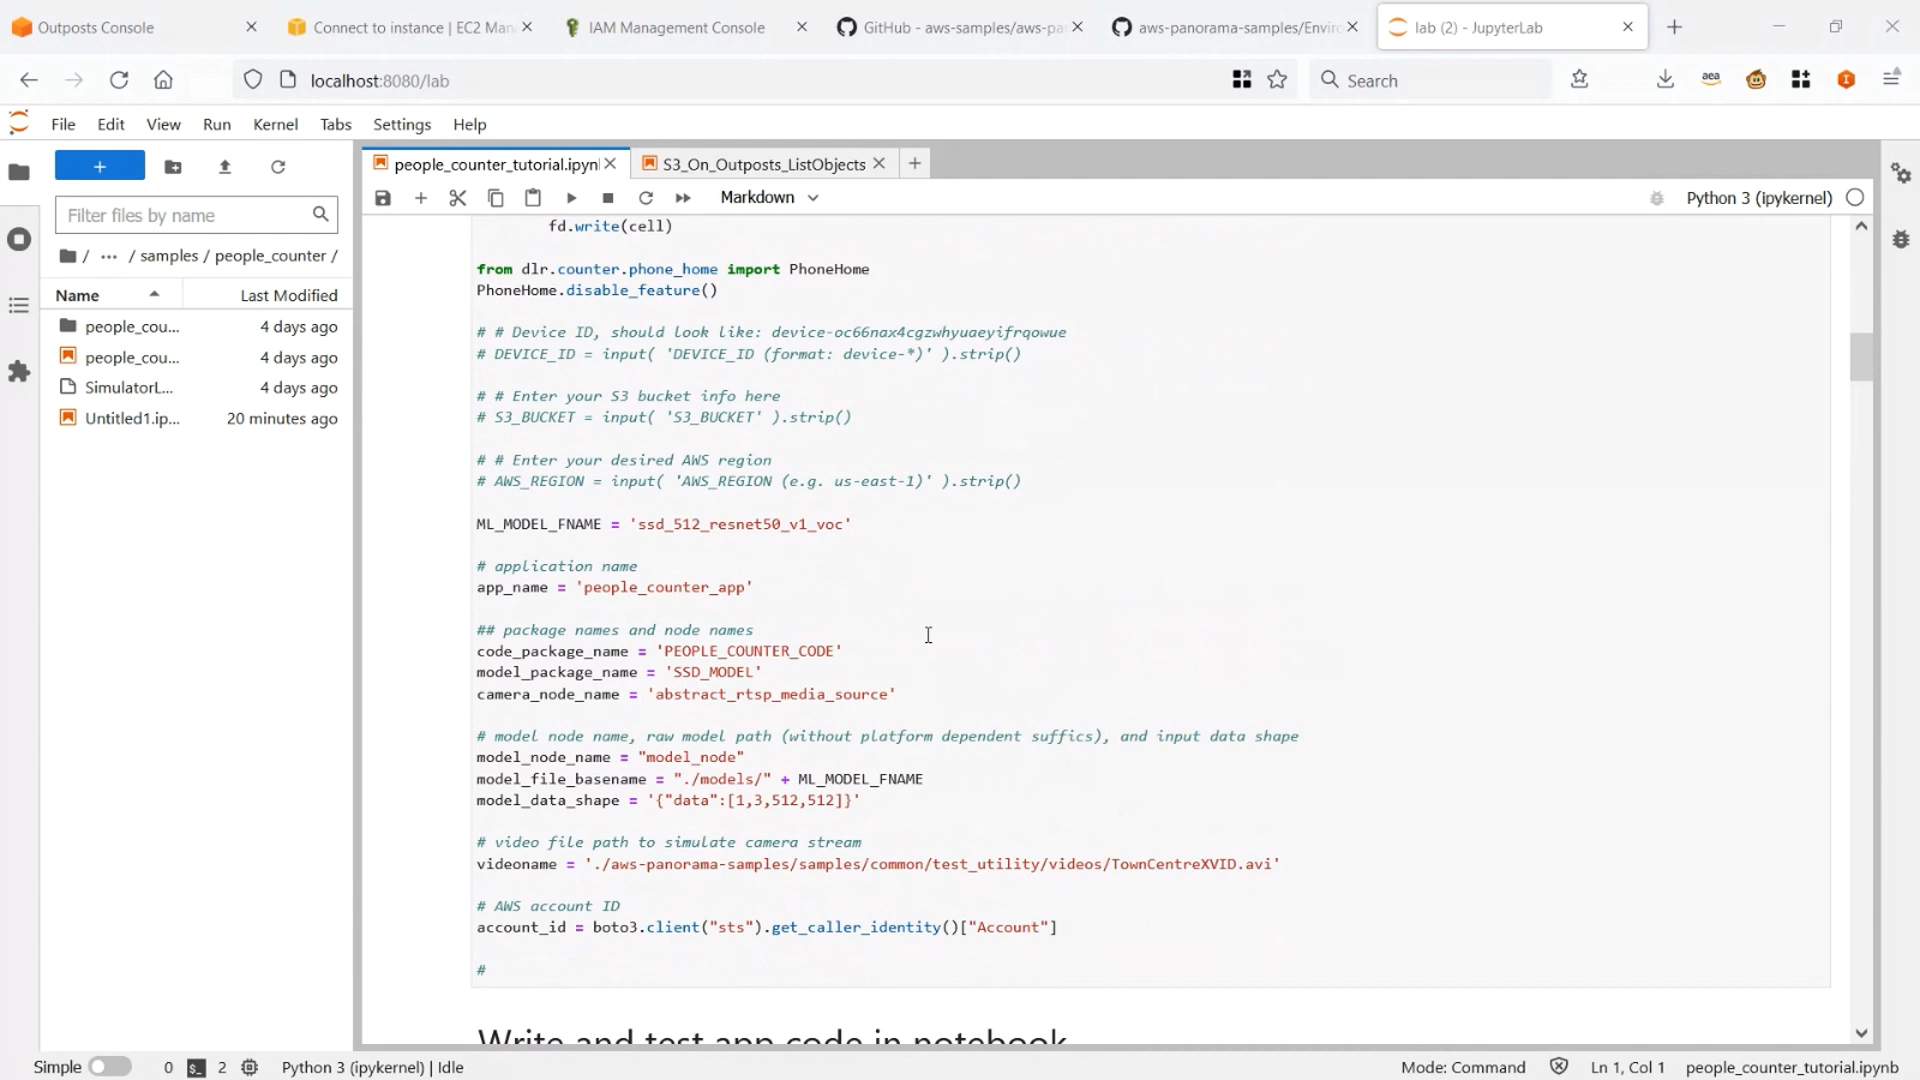 Outposts Console
Connect to instance | EC2 Man
IAM Management Console
GitHub - aws-samples/aws-pa
aws-panorama-samples/Enviro
lab (2) - JupyterLab
localhost:8080/lab
Search
aea
File Edit View Run Kernel Tabs Settings Help
people_counter_tutorial.ipyn
S3_On_Outposts_ListObjects
Filter files by name
Markdown
Python 3 (ipykernel)
/ ... / samples / people_counter /
Name Last Modified
people_cou... 4 days ago
people_cou... 4 days ago
SimulatorL... 4 days ago
Untitled1.ip... 20 minutes ago
fd.write(cell)
from dlr.counter.phone_home import PhoneHome
PhoneHome.disable_feature()
# # Device ID, should look like: device-oc66nax4cgzwhyuaeyifrqowue
# DEVICE_ID = input( 'DEVICE_ID (format: device-*)' ).strip()
# # Enter your S3 bucket info here
# S3_BUCKET = input( 'S3_BUCKET' ).strip()
# # Enter your desired AWS region
# AWS_REGION = input( 'AWS_REGION (e.g. us-east-1)' ).strip()
ML_MODEL_FNAME = 'ssd_512_resnet50_v1_voc'
# application name
app_name = 'people_counter_app'
## package names and node names
code_package_name = 'PEOPLE_COUNTER_CODE'
model_package_name = 'SSD_MODEL'
camera_node_name = 'abstract_rtsp_media_source'
# model node name, raw model path (without platform dependent suffics), and input data shape
model_node_name = "model_node"
model_file_basename = "./models/" + ML_MODEL_FNAME
model_data_shape = '{"data":[1,3,512,512]}'
# video file path to simulate camera stream
videoname = './aws-panorama-samples/samples/common/test_utility/videos/TownCentreXVID.avi'
# AWS account ID
account_id = boto3.client("sts").get_caller_identity()["Account"]
#
Write and test app code in notebook
Simple 0 2 Python 3 (ipykernel) | Idle
Mode: Command Ln 1, Col 1 people_counter_tutorial.ipynb